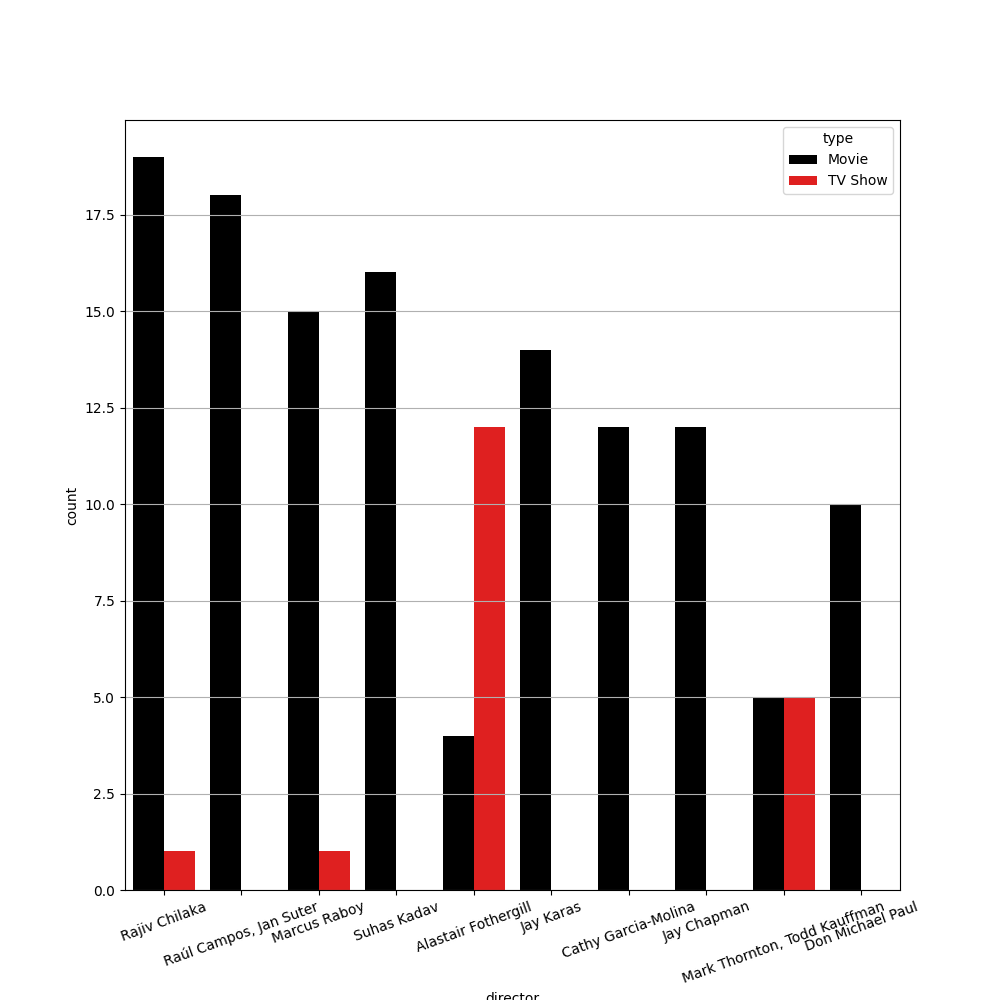 type
Movie
TV Show
17.5
15.0
12.5
10.0
7.5
5.0
2.5
0.0
count
Rajiv Chilaka
Raúl Campos, Jan Suter
Marcus Raboy
Suhas Kadav
Alastair Fothergill
Jay Karas
Cathy Garcia-Molina
Jay Chapman
Mark Thornton, Todd Kauffman
Don Michael Paul
director